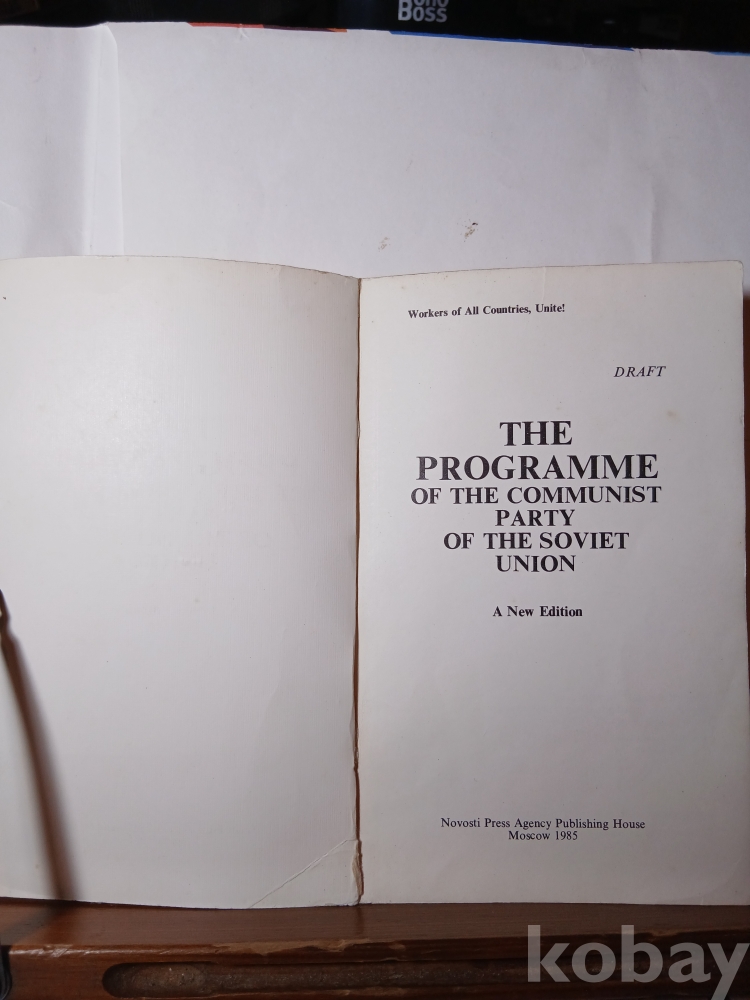 BOSS
Workers of All Countries, Unite!
DRAFT
THE
PROGRAMME
OF THE COMMUNIST
PARTY
OF THE SOVIET
UNION
A New Edition
Novosti Press Agency Publishing House
Moscow 1985
kobay